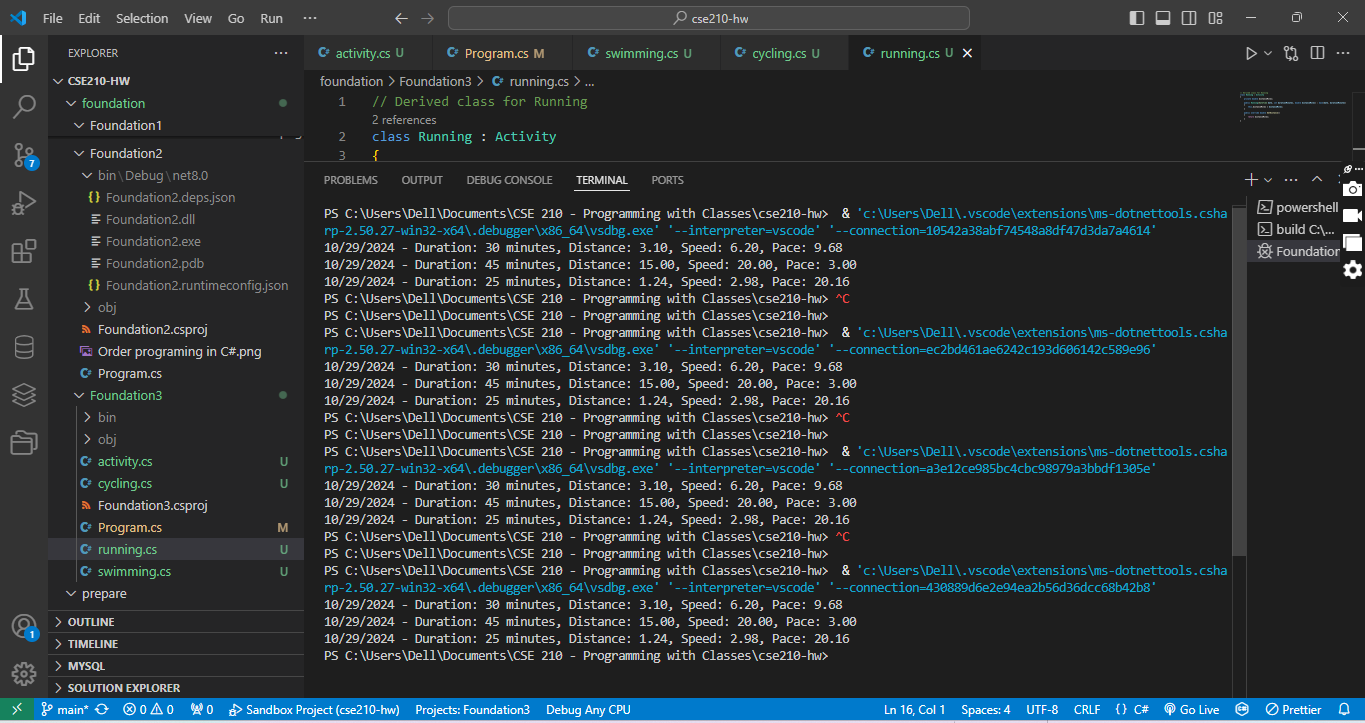 File Edit Selection View Go Run ··· cse210-hw
EXPLORER ···
activity.cs U Program.cs M swimming.cs U cycling.cs U running.cs U
CSE210-HW
foundation
Foundation1
Foundation2
bin\Debug\net8.0
Foundation2.deps.json
Foundation2.dll
Foundation2.exe
Foundation2.pdb
Foundation2.runtimeconfig.json
obj
Foundation2.csproj
Order programing in C#.png
Program.cs
Foundation3
bin
obj
activity.cs U
cycling.cs U
Foundation3.csproj
Program.cs M
running.cs U
swimming.cs U
prepare
OUTLINE
TIMELINE
MYSQL
SOLUTION EXPLORER
7
1
foundation > Foundation3 > running.cs > ...
1 // Derived class for Running
2 references
2 class Running : Activity
3 {
PROBLEMS OUTPUT DEBUG CONSOLE TERMINAL PORTS
PS C:\Users\Dell\Documents\CSE 210 - Programming with Classes\cse210-hw>  & 'c:\Users\Dell\.vscode\extensions\ms-dotnettools.csha
rp-2.50.27-win32-x64\.debugger\x86_64\vsdbg.exe' '--interpreter=vscode' '--connection=10542a38abf74548a8df47d3da7a4614'
10/29/2024 - Duration: 30 minutes, Distance: 3.10, Speed: 6.20, Pace: 9.68
10/29/2024 - Duration: 45 minutes, Distance: 15.00, Speed: 20.00, Pace: 3.00
10/29/2024 - Duration: 25 minutes, Distance: 1.24, Speed: 2.98, Pace: 20.16
PS C:\Users\Dell\Documents\CSE 210 - Programming with Classes\cse210-hw> ^C
PS C:\Users\Dell\Documents\CSE 210 - Programming with Classes\cse210-hw>
PS C:\Users\Dell\Documents\CSE 210 - Programming with Classes\cse210-hw>  & 'c:\Users\Dell\.vscode\extensions\ms-dotnettools.csha
rp-2.50.27-win32-x64\.debugger\x86_64\vsdbg.exe' '--interpreter=vscode' '--connection=ec2bd461ae6242c193d606142c589e96'
10/29/2024 - Duration: 30 minutes, Distance: 3.10, Speed: 6.20, Pace: 9.68
10/29/2024 - Duration: 45 minutes, Distance: 15.00, Speed: 20.00, Pace: 3.00
10/29/2024 - Duration: 25 minutes, Distance: 1.24, Speed: 2.98, Pace: 20.16
PS C:\Users\Dell\Documents\CSE 210 - Programming with Classes\cse210-hw> ^C
PS C:\Users\Dell\Documents\CSE 210 - Programming with Classes\cse210-hw>
PS C:\Users\Dell\Documents\CSE 210 - Programming with Classes\cse210-hw>  & 'c:\Users\Dell\.vscode\extensions\ms-dotnettools.csha
rp-2.50.27-win32-x64\.debugger\x86_64\vsdbg.exe' '--interpreter=vscode' '--connection=a3e12ce985bc4cbc98979a3bbdf1305e'
10/29/2024 - Duration: 30 minutes, Distance: 3.10, Speed: 6.20, Pace: 9.68
10/29/2024 - Duration: 45 minutes, Distance: 15.00, Speed: 20.00, Pace: 3.00
10/29/2024 - Duration: 25 minutes, Distance: 1.24, Speed: 2.98, Pace: 20.16
PS C:\Users\Dell\Documents\CSE 210 - Programming with Classes\cse210-hw> ^C
PS C:\Users\Dell\Documents\CSE 210 - Programming with Classes\cse210-hw>
PS C:\Users\Dell\Documents\CSE 210 - Programming with Classes\cse210-hw>  & 'c:\Users\Dell\.vscode\extensions\ms-dotnettools.csha
rp-2.50.27-win32-x64\.debugger\x86_64\vsdbg.exe' '--interpreter=vscode' '--connection=430889d6e2e94ea2b56d36dcc68b42b8'
10/29/2024 - Duration: 30 minutes, Distance: 3.10, Speed: 6.20, Pace: 9.68
10/29/2024 - Duration: 45 minutes, Distance: 15.00, Speed: 20.00, Pace: 3.00
10/29/2024 - Duration: 25 minutes, Distance: 1.24, Speed: 2.98, Pace: 20.16
PS C:\Users\Dell\Documents\CSE 210 - Programming with Classes\cse210-hw>
powershell
build C:\...
Foundation
main* 0 0 0 Sandbox Project (cse210-hw) Projects: Foundation3 Debug Any CPU Ln 16, Col 1 Spaces: 4 UTF-8 CRLF {} C# Go Live Prettier